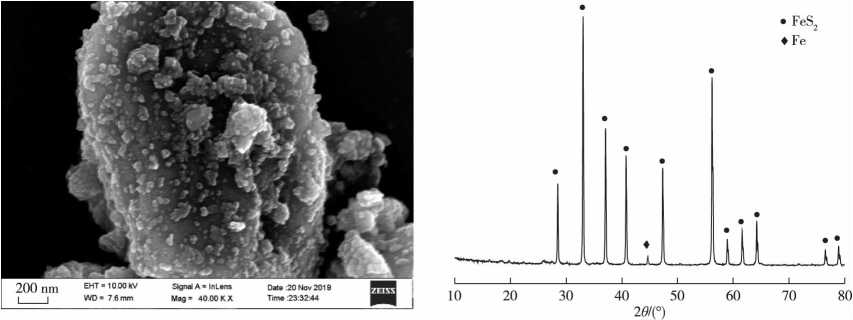 200 nm
EHT = 10.00 kV
Signal A = InLens
Date :20 Nov 2019
WD = 7.6 mm
Mag = 40.00 K X
Time :23:32:44
ZEISS
● FeS₂
◆ Fe
10 20 30 40 50 60 70 80
2θ/(°)